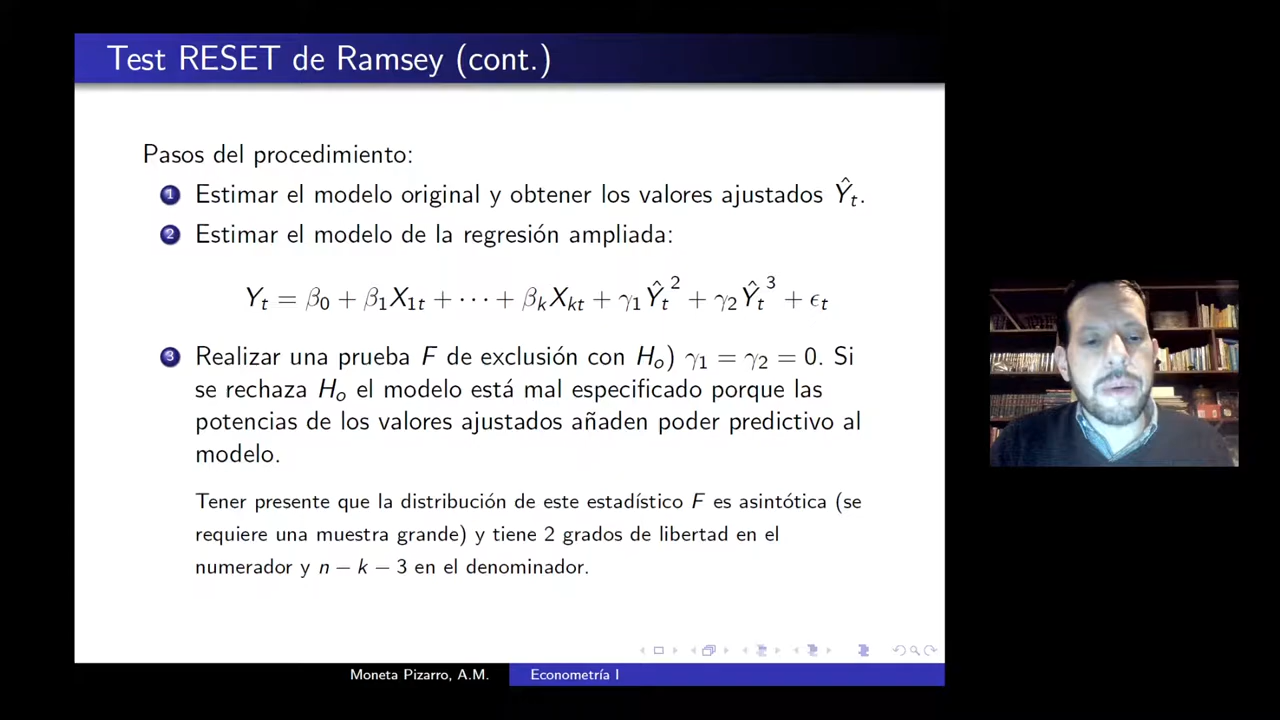 Test RESET de Ramsey (cont.)
Pasos del procedimiento:
1 Estimar el modelo original y obtener los valores ajustados Ŷₜ.
2 Estimar el modelo de la regresión ampliada:
Yₜ = β₀ + β₁X₁ₜ + ··· + βₖXₖₜ + γ₁Ŷₜ² + γ₂Ŷₜ³ + ϵₜ
3 Realizar una prueba F de exclusión con Hₒ) γ₁ = γ₂ = 0. Si
se rechaza Hₒ el modelo está mal especificado porque las
potencias de los valores ajustados añaden poder predictivo al
modelo.
Tener presente que la distribución de este estadístico F es asintótica (se
requiere una muestra grande) y tiene 2 grados de libertad en el
numerador y n − k − 3 en el denominador.
Moneta Pizarro, A.M. Econometría I